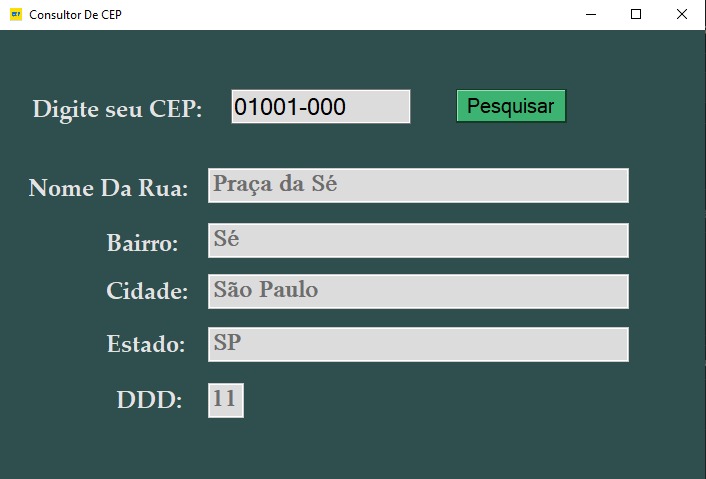 CEP Consultor De CEP
Digite seu CEP: 01001-000 Pesquisar
Nome Da Rua: Praça da Sé
Bairro: Sé
Cidade: São Paulo
Estado: SP
DDD: 11